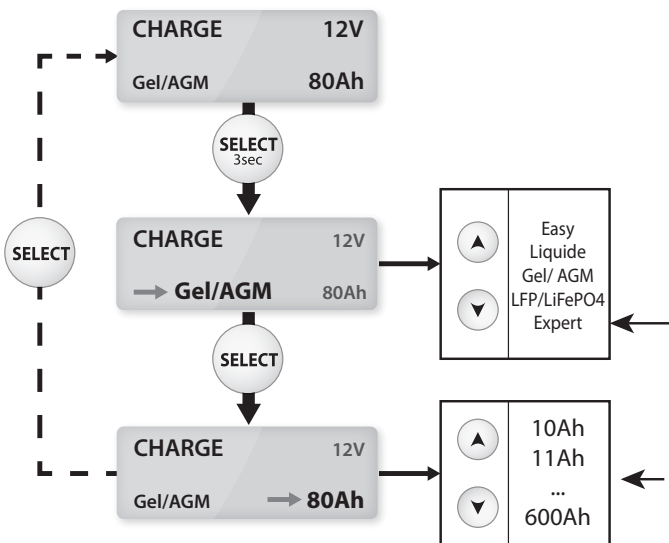 CHARGE 12V
Gel/AGM 80Ah
SELECT
3sec
SELECT
CHARGE 12V
Gel/AGM 80Ah
Easy
Liquide
Gel/ AGM
LFP/LiFePO4
Expert
SELECT
CHARGE 12V
Gel/AGM 80Ah
10Ah
11Ah
...
600Ah